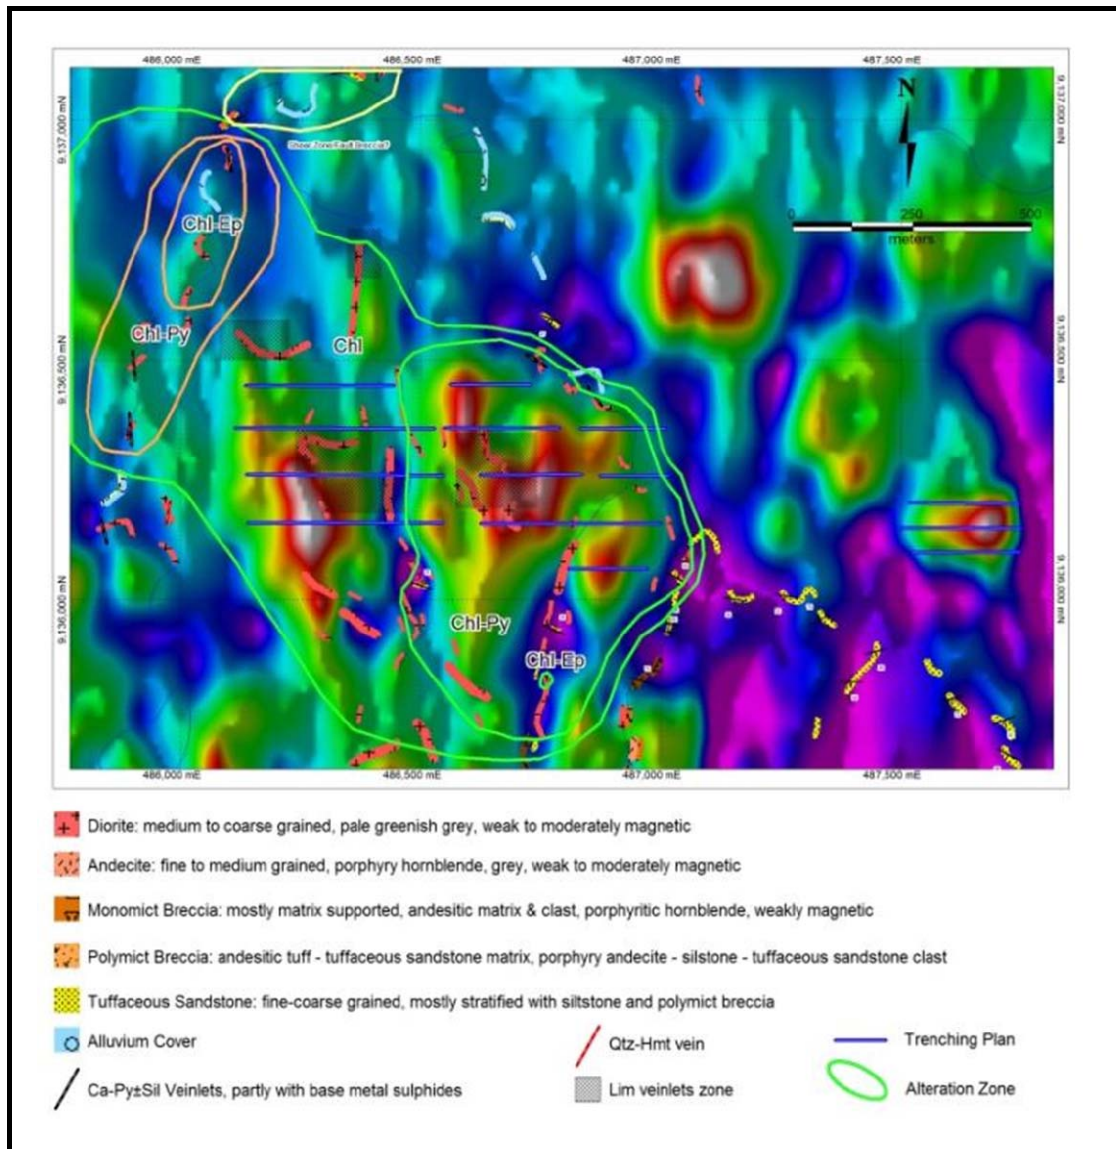 486,000 mE 486,500 mE 487,000 mE 487,500 mE
9,137,000 mN
9,137,000 mN
N
Shear Zone/Fault Breccia?
0 250 500
meters
Chl-Ep
Chl-Py
Chl
9,136,500 mN
9,136,500 mN
9,136,000 mN
9,136,000 mN
Chl-Py
Chl-Ep
486,000 mE 486,500 mE 487,000 mE 487,500 mE
Diorite: medium to coarse grained, pale greenish grey, weak to moderately magnetic
Andecite: fine to medium grained, porphyry hornblende, grey, weak to moderately magnetic
Monomict Breccia: mostly matrix supported, andesitic matrix & clast, porphyritic hornblende, weakly magnetic
Polymict Breccia: andesitic tuff - tuffaceous sandstone matrix, porphyry andecite - silstone - tuffaceous sandstone clast
Tuffaceous Sandstone: fine-coarse grained, mostly stratified with siltstone and polymict breccia
Alluvium Cover
Qtz-Hmt vein
Trenching Plan
Ca-Py±Sil Veinlets, partly with base metal sulphides
Lim veinlets zone
Alteration Zone